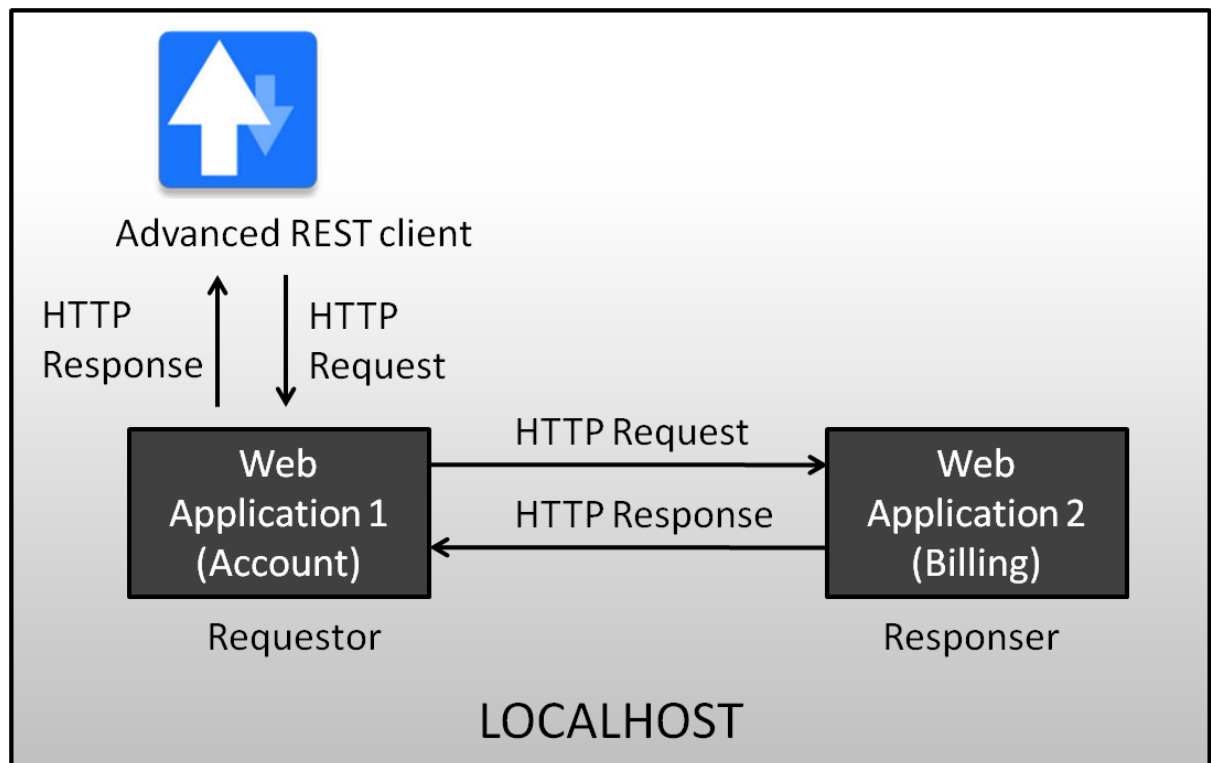 Advanced REST client
HTTP
Response
HTTP
Request
HTTP Request
HTTP Response
Web
Application 1
(Account)
Web
Application 2
(Billing)
Requestor
Responser
LOCALHOST